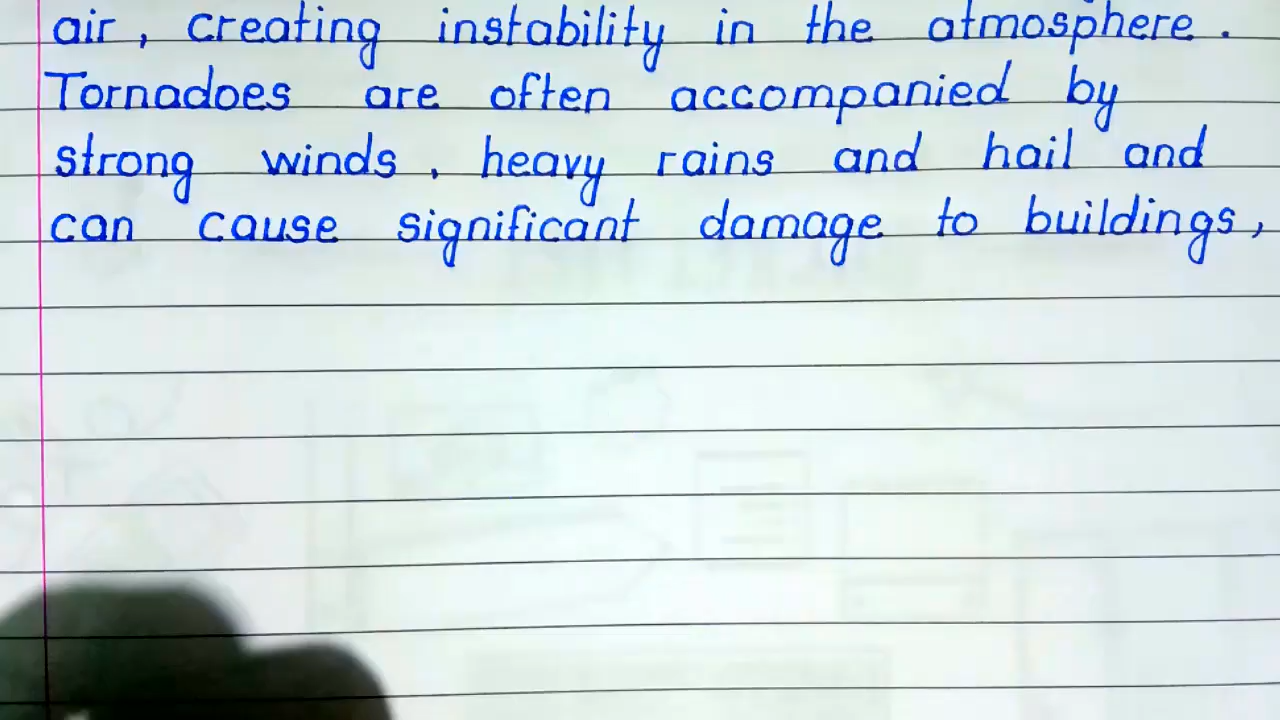 air, creating instability in the atmosphere.
Tornadoes are often accompanied by
strong winds, heavy rains and hail and
can cause significant damage to buildings,